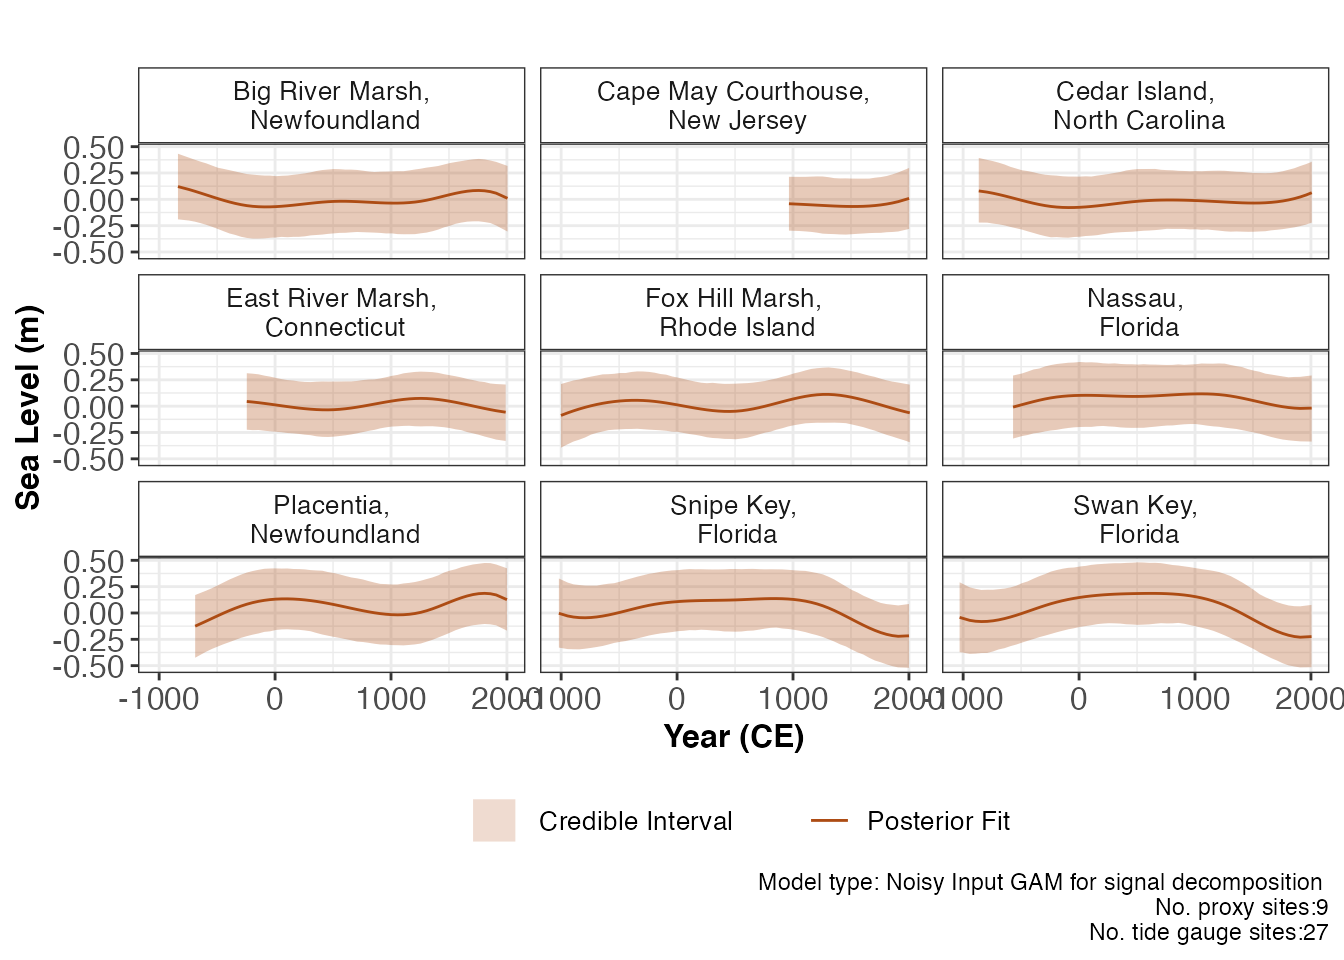 Big River Marsh,
Newfoundland
Cape May Courthouse,
New Jersey
Cedar Island,
North Carolina
0.50
0.25
0.00
-0.25
-0.50
East River Marsh,
Connecticut
Fox Hill Marsh,
Rhode Island
Nassau,
Florida
0.50
0.25
0.00
-0.25
-0.50
Sea Level (m)
Placentia,
Newfoundland
Snipe Key,
Florida
Swan Key,
Florida
0.50
0.25
0.00
-0.25
-0.50
-1000 0 1000 2000
-1000 0 1000 2000
-1000 0 1000 2000
Year (CE)
Credible Interval
Posterior Fit
Model type: Noisy Input GAM for signal decomposition
No. proxy sites:9
No. tide gauge sites:27